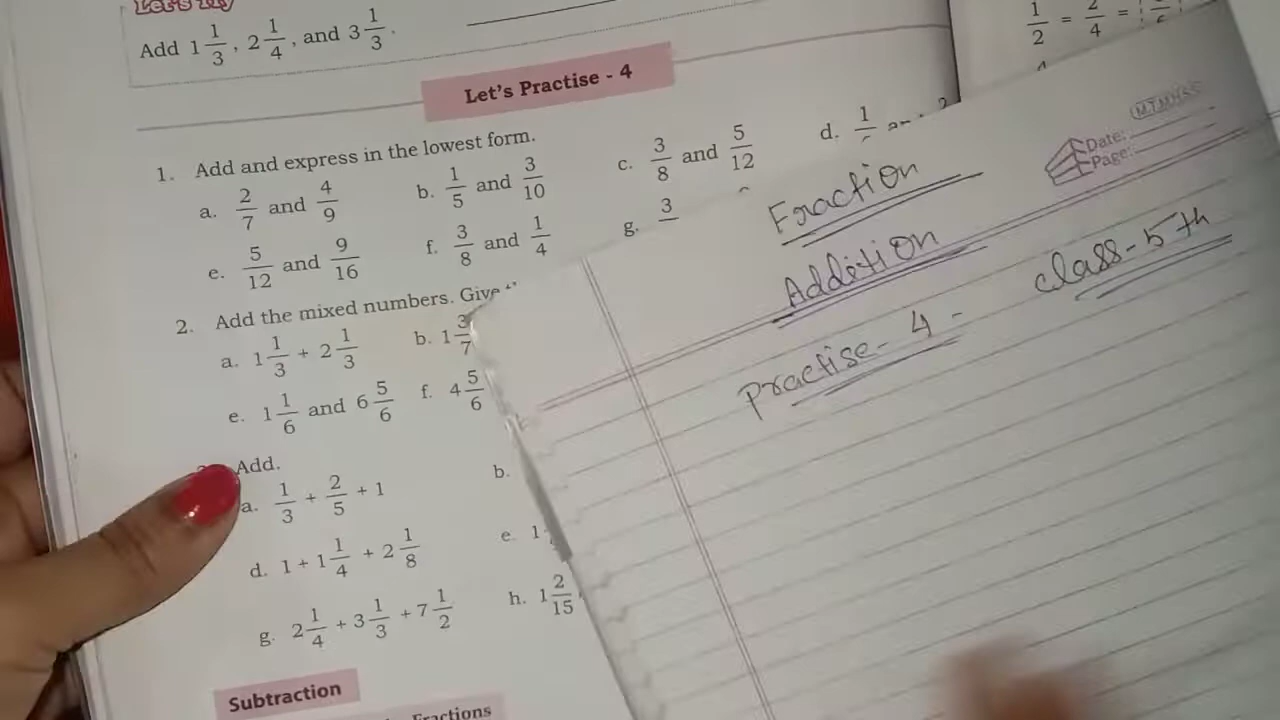 Let's Try
Add 1 1/3, 2 1/4, and 3 1/3.
1/2 = 2/4 =
Let's Practise - 4
1. Add and express in the lowest form.
a. 2/7 and 4/9 b. 1/5 and 3/10 c. 3/8 and 5/12 d.
e. 5/12 and 9/16 f. 3/8 and 1/4 g.
2. Add the mixed numbers. Give
a. 1 1/3 + 2 1/3 b. 1 3/7
e. 1 1/6 and 6 5/6 f. 4 5/6
Add.
a. 1/3 + 2/5 + 1 b.
d. 1 + 1 1/4 + 2 1/8 e. 1
g. 2 1/4 + 3 1/3 + 7 1/2 h. 1 2/15
Subtraction
Fractions
MTMYSS
Date:
Page:
Fraction
Addition
class-5th
Practise-4-